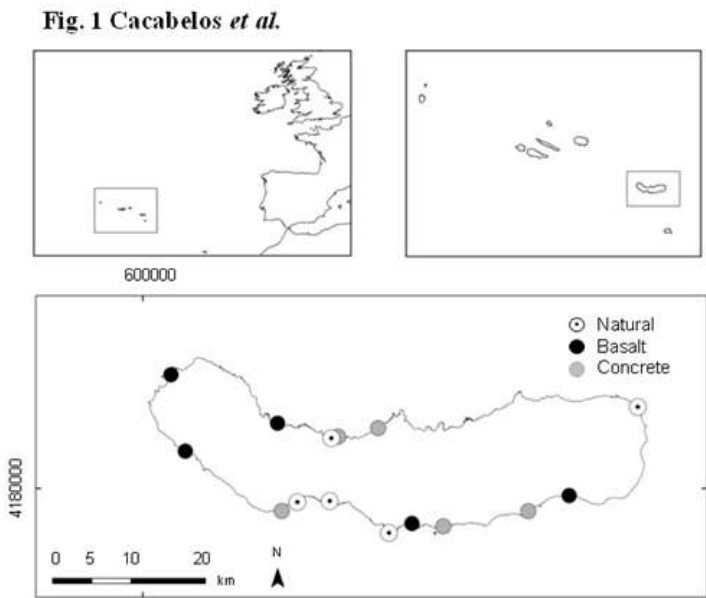 Fig. 1 Cacabelos et al.
600000
Natural
Basalt
Concrete
4180000
0 5 10 20
km
N